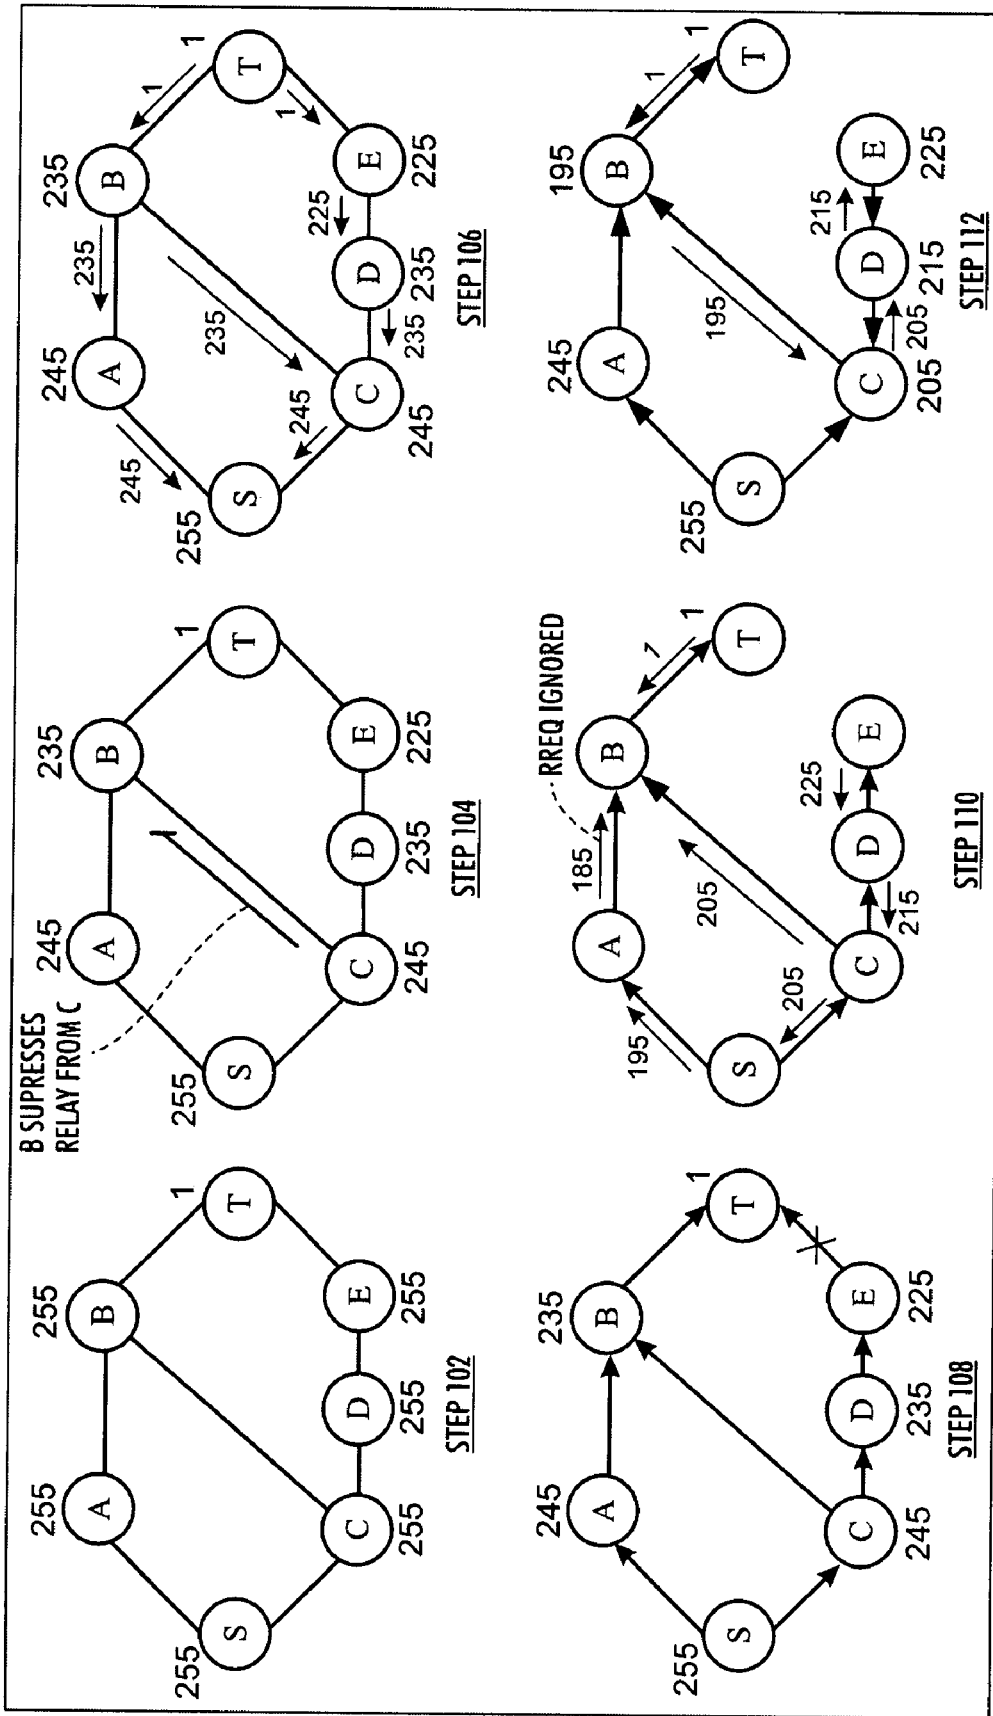 255
A
255
B
255
S
1
T
255
C
255
D
255
E
STEP 102
B SUPRESSES
RELAY FROM C
245
A
235
B
255
S
1
T
245
C
235
D
225
E
STEP 104
245
A
235
235
B
245
255
S
235
1
1
T
1
245
245
C
235
235
D
225
225
E
STEP 106
245
A
235
B
255
S
1
T
245
C
235
D
225
E
STEP 108
RREQ IGNORED
A
185
B
195
S
205
1
1
T
205
C
215
D
225
E
STEP 110
245
A
195
B
255
S
195
1
1
T
205
C
205
215
D
215
225
E
STEP 112